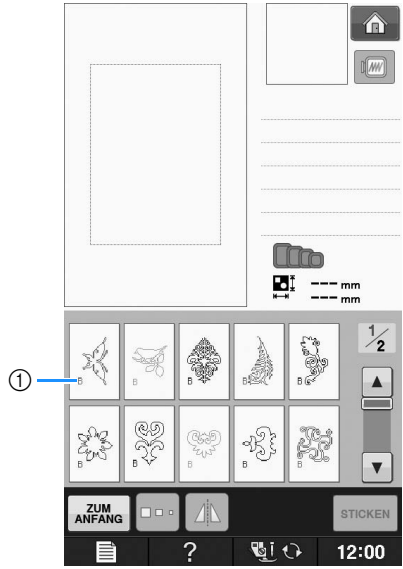 --- mm
--- mm
1/2
① B B B B B
B B B B B
ZUM ANFANG
STICKEN
? 12:00